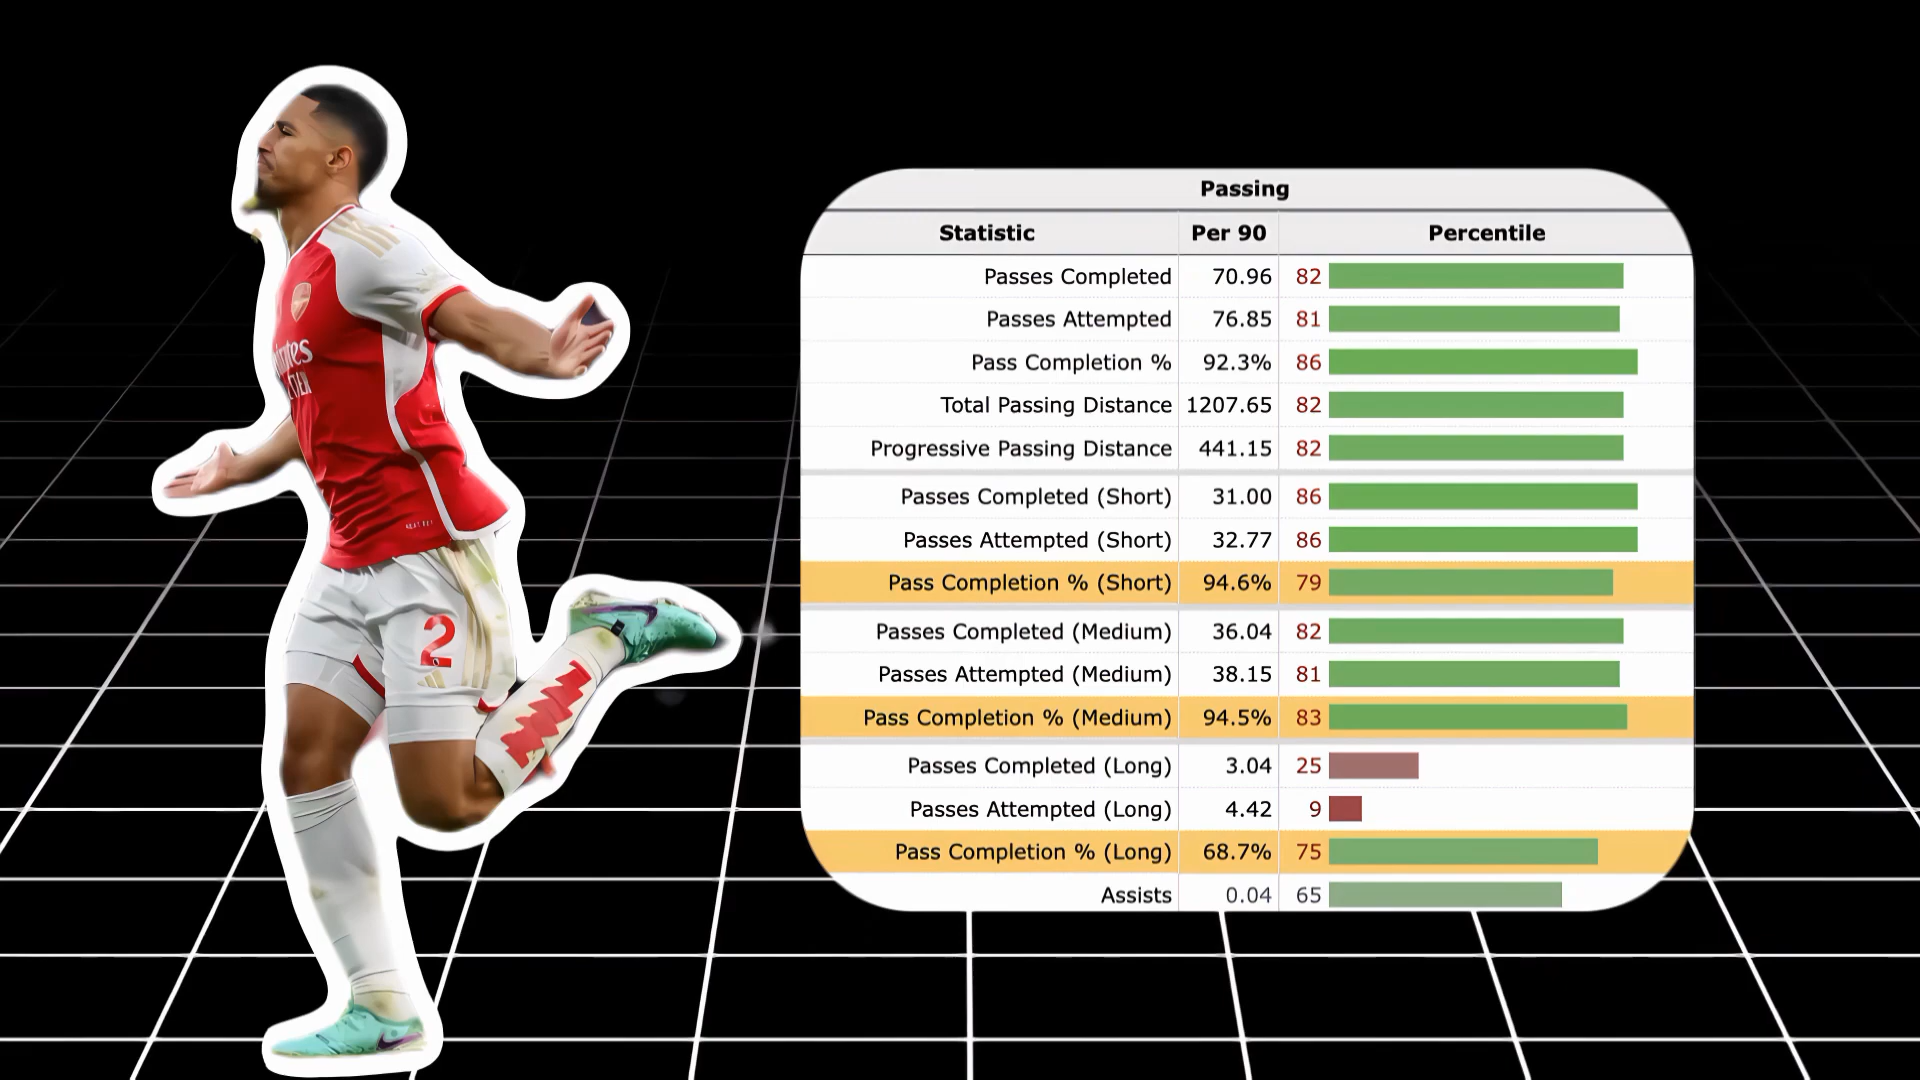 Passing
Statistic Per 90 Percentile
Passes Completed 70.96 82
Passes Attempted 76.85 81
Pass Completion % 92.3% 86
Total Passing Distance 1207.65 82
Progressive Passing Distance 441.15 82
Passes Completed (Short) 31.00 86
Passes Attempted (Short) 32.77 86
Pass Completion % (Short) 94.6% 79
Passes Completed (Medium) 36.04 82
Passes Attempted (Medium) 38.15 81
Pass Completion % (Medium) 94.5% 83
Passes Completed (Long) 3.04 25
Passes Attempted (Long) 4.42 9
Pass Completion % (Long) 68.7% 75
Assists 0.04 65
2